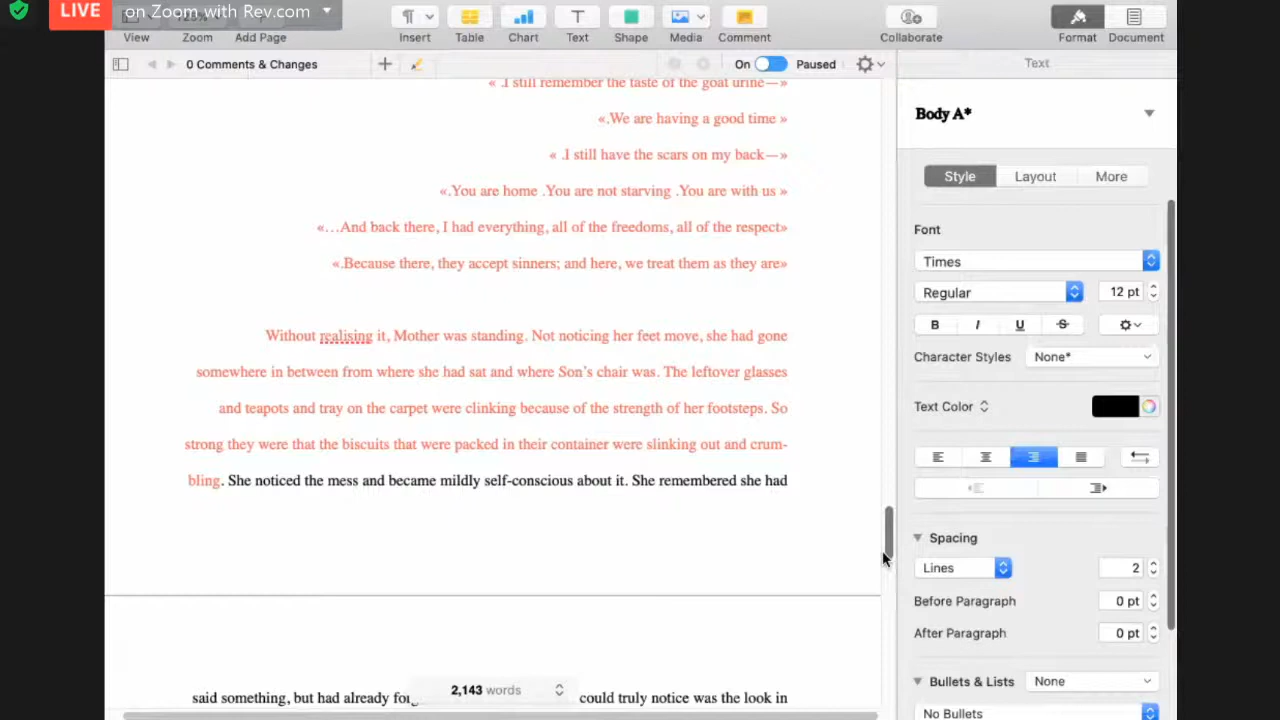 LIVE on Zoom with Rev.com
View Zoom Add Page Insert Table Chart Text Shape Media Comment Collaborate Format Document
0 Comments & Changes On Paused Text
« .I still remember the taste of the goat urine—»
«.We are having a good time »
« .I still have the scars on my back—»
«.You are home .You are not starving .You are with us »
«…And back there, I had everything, all of the freedoms, all of the respect»
«.Because there, they accept sinners; and here, we treat them as they are»
Without realising it, Mother was standing. Not noticing her feet move, she had gone
somewhere in between from where she had sat and where Son’s chair was. The leftover glasses
and teapots and tray on the carpet were clinking because of the strength of her footsteps. So
strong they were that the biscuits that were packed in their container were slinking out and crum-
bling. She noticed the mess and became mildly self-conscious about it. She remembered she had
said something, but had already could truly notice was the look in
2,143 words
Body A*
Style Layout More
Font
Times
Regular 12 pt
B I U S
Character Styles None*
Text Color
Spacing
Lines 2
Before Paragraph 0 pt
After Paragraph 0 pt
Bullets & Lists None
No Bullets